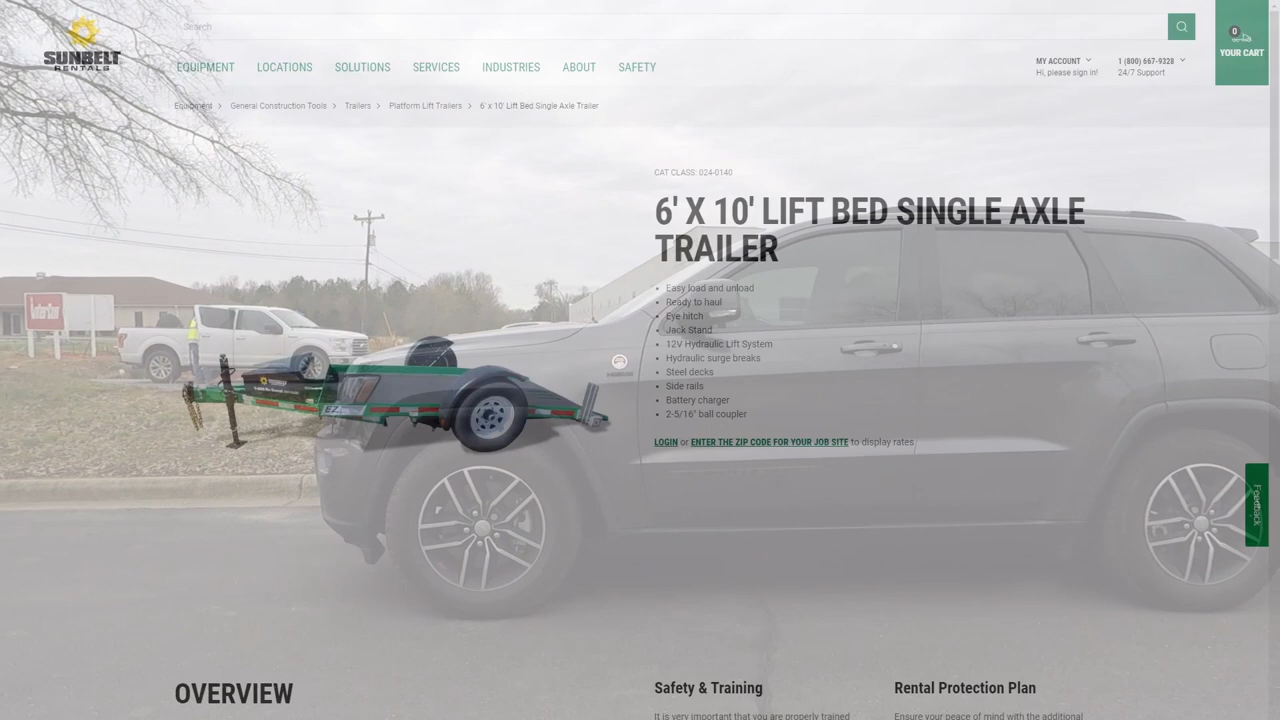 Search
0
YOUR CART
SUNBELT
RENTALS
EQUIPMENT
LOCATIONS
SOLUTIONS
SERVICES
INDUSTRIES
ABOUT
SAFETY
MY ACCOUNT
Hi, please sign in!
1 (800) 667-9328
24/7 Support
Equipment > General Construction Tools > Trailers > Platform Lift Trailers > 6' x 10' Lift Bed Single Axle Trailer
CAT CLASS: 024-0140
6' X 10' LIFT BED SINGLE AXLE
TRAILER
• Easy load and unload
• Ready to haul
• Eye hitch
• Jack Stand
• 12V Hydraulic Lift System
• Hydraulic surge breaks
• Steel decks
• Side rails
• Battery charger
• 2-5/16" ball coupler
LOGIN or ENTER THE ZIP CODE FOR YOUR JOB SITE to display rates
EZ
Feedback
OVERVIEW
Safety & Training
It is very important that you are properly trained
Rental Protection Plan
Ensure your peace of mind with the additional